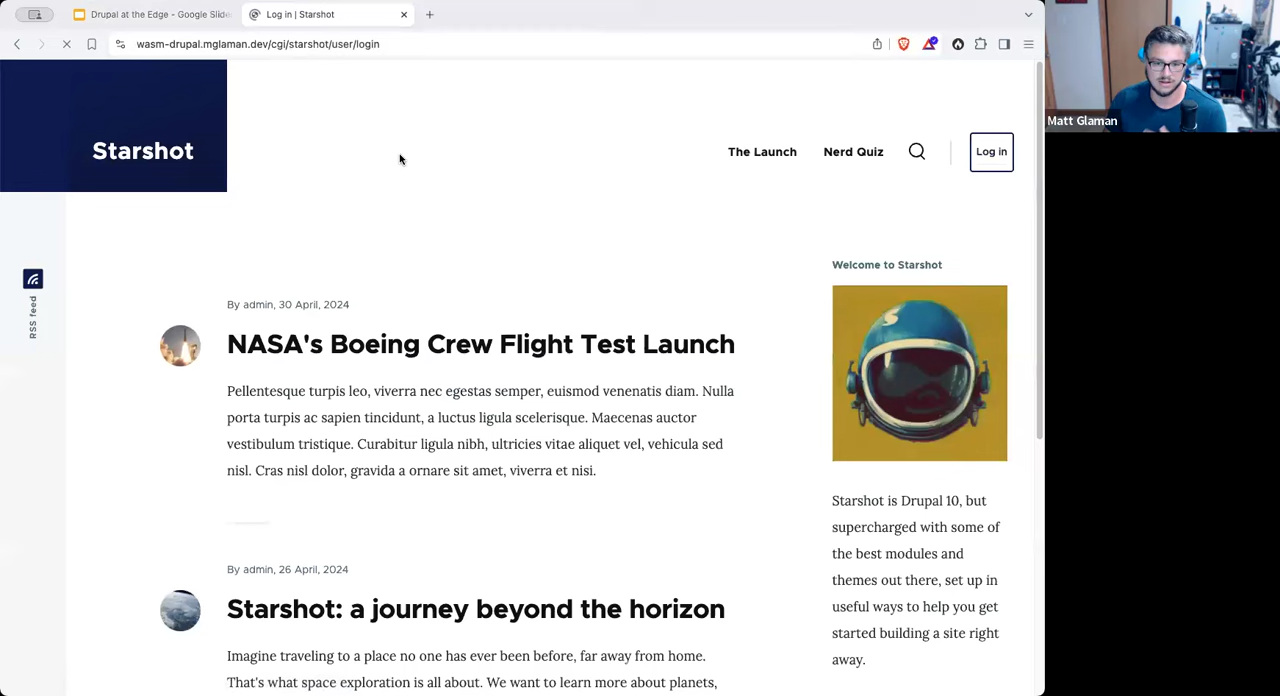 Drupal at the Edge - Google Slide
Log in | Starshot
wasm-drupal.mglaman.dev/cgi/starshot/user/login
Matt Glaman
Starshot
The Launch
Nerd Quiz
Log in
RSS feed
By admin, 30 April, 2024
NASA's Boeing Crew Flight Test Launch
Pellentesque turpis leo, viverra nec egestas semper, euismod venenatis diam. Nulla
porta turpis ac sapien tincidunt, a luctus ligula scelerisque. Maecenas auctor
vestibulum tristique. Curabitur ligula nibh, ultricies vitae aliquet vel, vehicula sed
nisl. Cras nisl dolor, gravida a ornare sit amet, viverra et nisi.
By admin, 26 April, 2024
Starshot: a journey beyond the horizon
Imagine traveling to a place no one has ever been before, far away from home.
That's what space exploration is all about. We want to learn more about planets,
Welcome to Starshot
S
Starshot is Drupal 10, but
supercharged with some of
the best modules and
themes out there, set up in
useful ways to help you get
started building a site right
away.